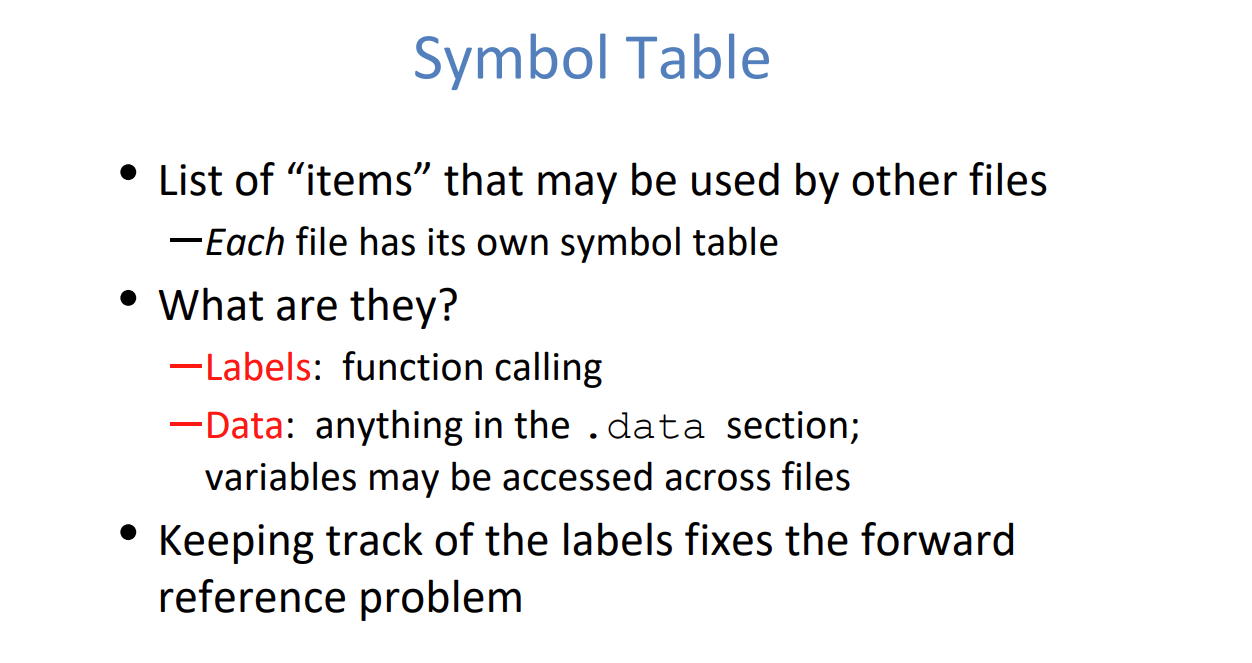 Symbol Table
• List of “items” that may be used by other files
—Each file has its own symbol table
• What are they?
—Labels: function calling
—Data: anything in the .data section;
variables may be accessed across files
• Keeping track of the labels fixes the forward
reference problem